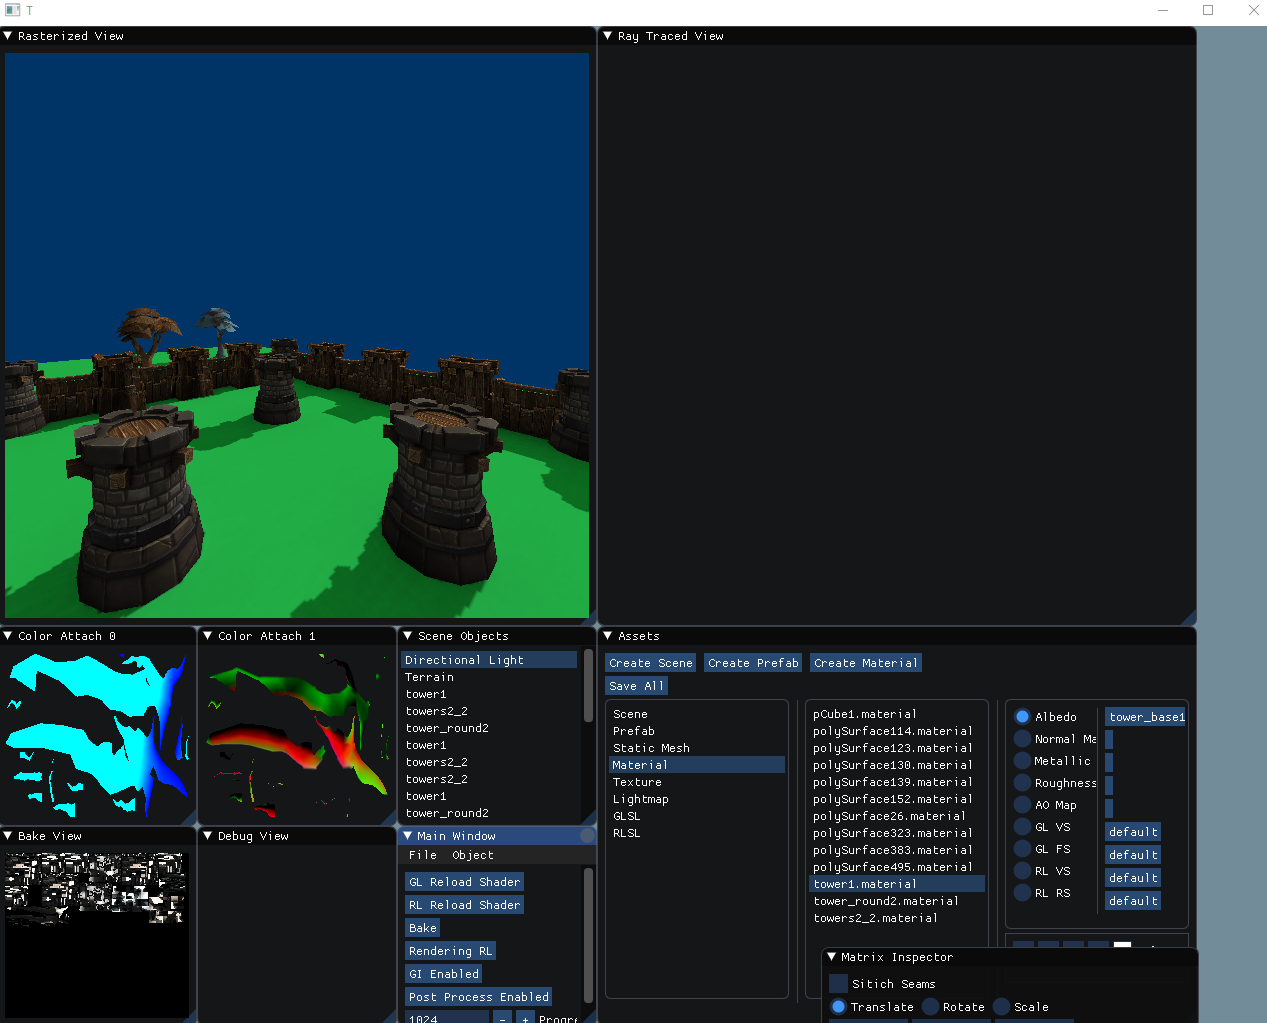 T
Rasterized View
Ray Traced View
Color Attach 0
Color Attach 1
Scene Objects
Directional Light
Terrain
tower1
towers2_2
tower_round2
tower1
towers2_2
towers2_2
tower1
tower_round2
Assets
Create Scene Create Prefab Create Material
Save All
Scene
Prefab
Static Mesh
Material
Texture
Lightmap
GLSL
RLSL
pCube1.material
polySurface114.material
polySurface123.material
polySurface130.material
polySurface139.material
polySurface152.material
polySurface26.material
polySurface323.material
polySurface383.material
polySurface495.material
tower1.material
tower_round2.material
towers2_2.material
Albedo tower_base1
Normal Ma
Metallic
Roughness
AO Map
GL VS default
GL FS default
RL VS default
RL RS default
Bake View
Debug View
Main Window
File Object
GL Reload Shader
RL Reload Shader
Bake
Rendering RL
GI Enabled
Post Process Enabled
1024 - + Progre
Matrix Inspector
Sitich Seams
Translate Rotate Scale